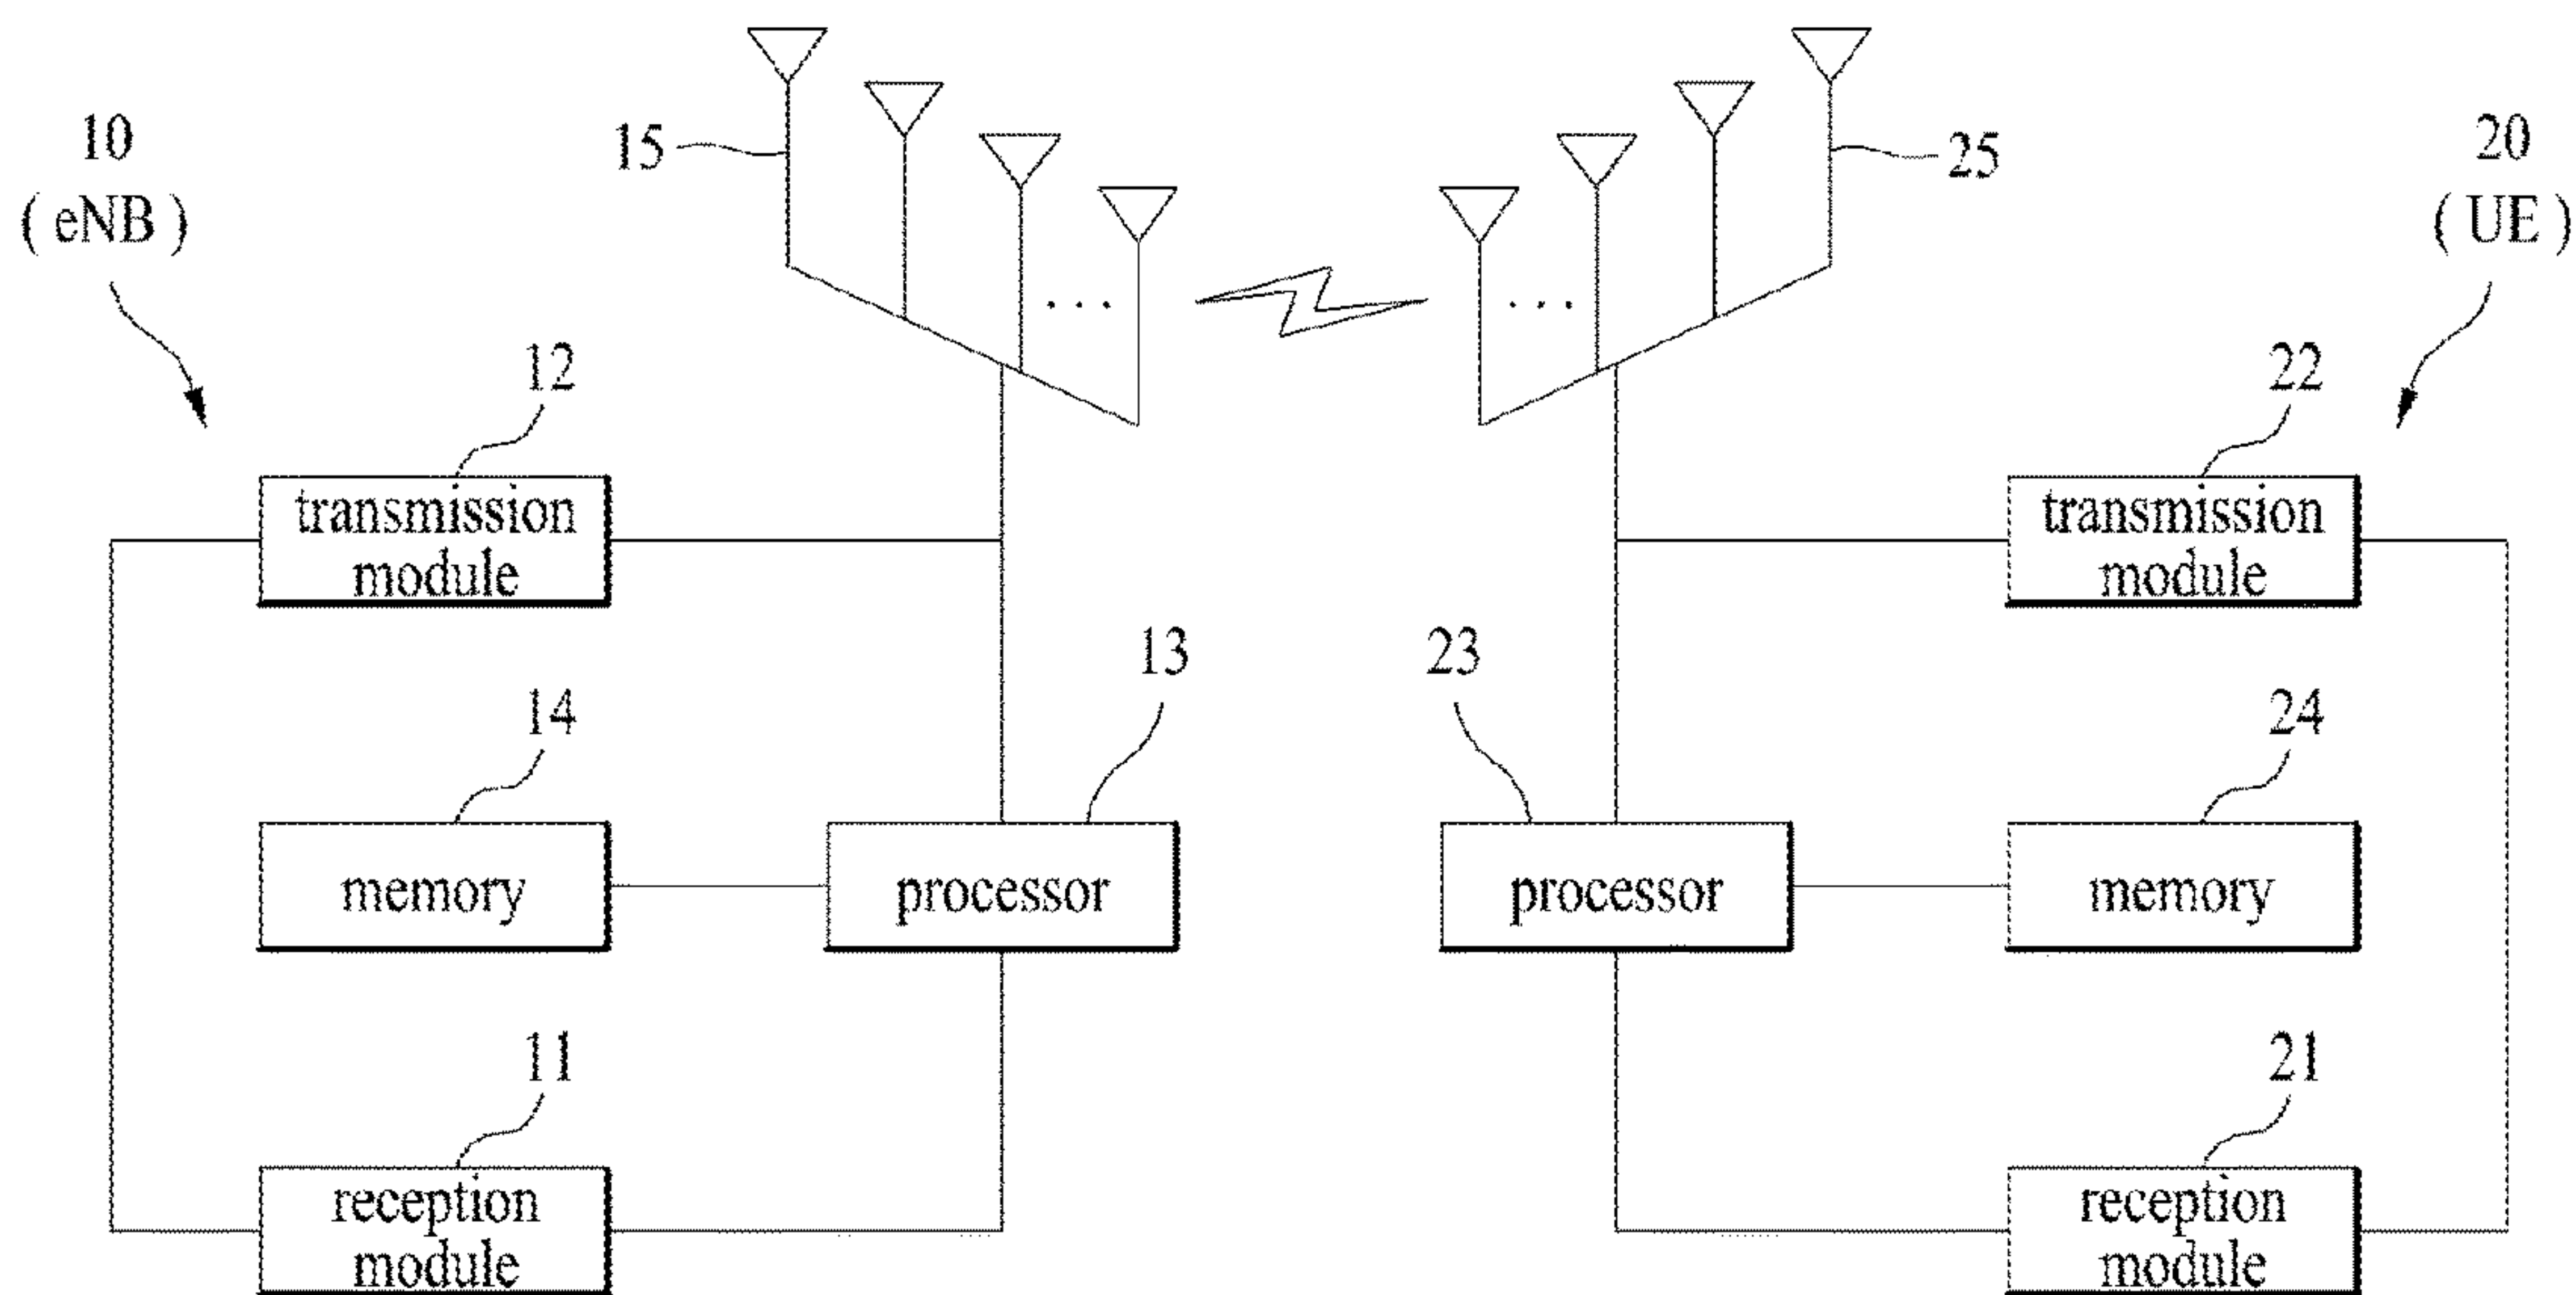 10
( eNB )
15
25
20
( UE )
12
transmission
module
22
transmission
module
14
memory
13
processor
23
processor
24
memory
11
reception
module
21
reception
module
...
...